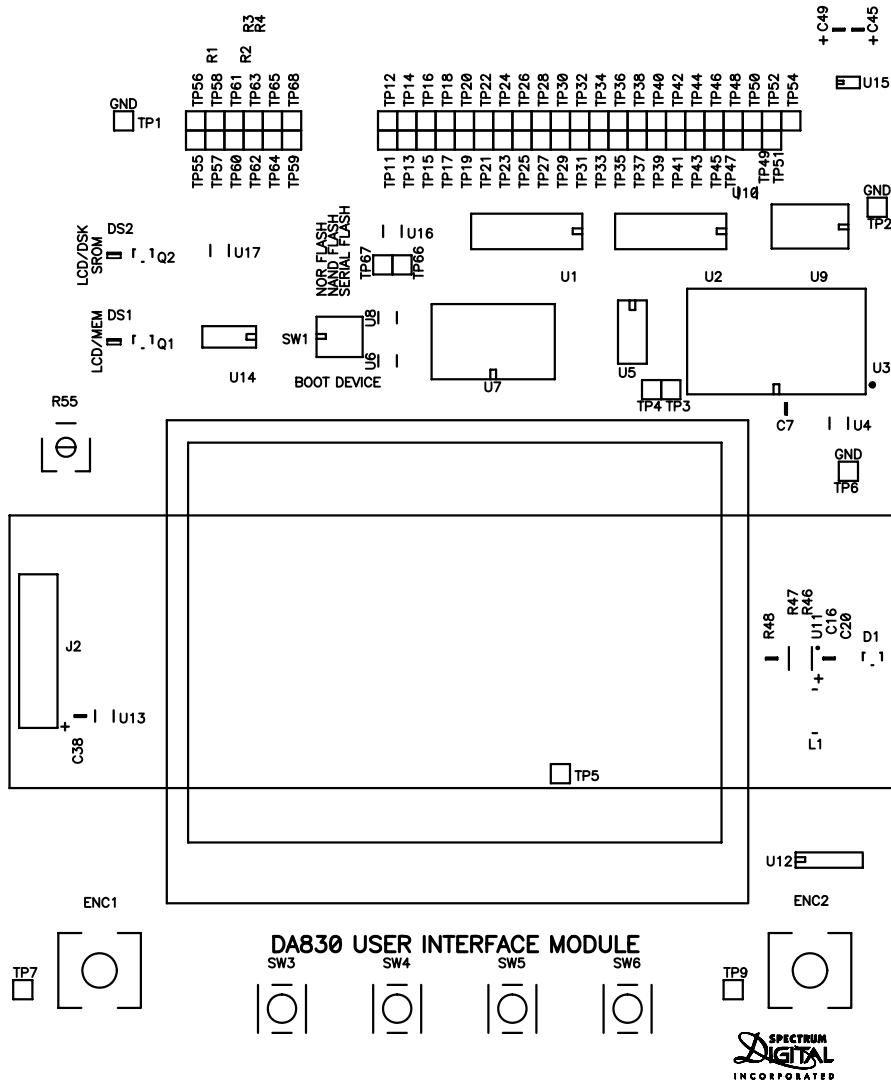 R3
R4
+C49
+C45
R1
R2
U15
TP56
TP58
TP61
TP63
TP65
TP68
TP12
TP14
TP16
TP18
TP20
TP22
TP24
TP26
TP28
TP30
TP32
TP34
TP36
TP38
TP40
TP42
TP44
TP46
TP48
TP50
TP52
TP54
GND
TP1
TP55
TP57
TP60
TP62
TP64
TP59
TP11
TP13
TP15
TP17
TP19
TP21
TP23
TP25
TP27
TP29
TP31
TP33
TP35
TP37
TP39
TP41
TP43
TP45
TP47
TP49
TP51
U10
GND
TP2
LCD/DSK
SROM
DS2
Q2
U17
NOR FLASH
NAND FLASH
SERIAL FLASH
U16
TP67
TP66
U1
U2
U9
LCD/MEM
DS1
Q1
U14
SW1
BOOT DEVICE
U8
U6
U7
U5
U3
TP4
TP3
C7
U4
R55
GND
TP6
J2
R48
R47
R46
U11
C16
C20
D1
+
+
C38
U13
L1
TP5
U12
ENC1
ENC2
DA830 USER INTERFACE MODULE
TP7
SW3
SW4
SW5
SW6
TP9
SPECTRUM
DIGITAL
INCORPORATED